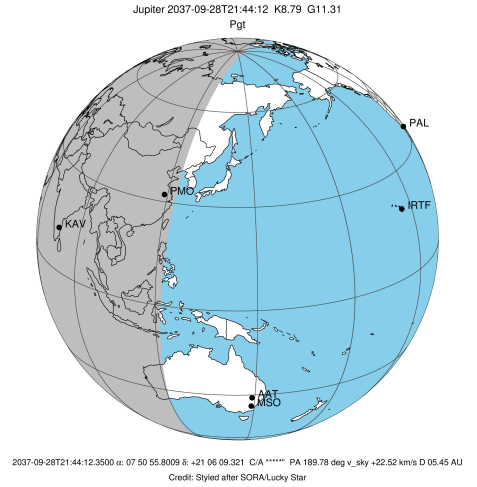 Jupiter 2037-09-28T21:44:12 K8.79 G11.31
Pgt
PAL
PMO
IRTF
KAV
AAT
MSO
2037-09-28T21:44:12.3500 α: 07 50 55.8009 δ: +21 06 09.321 C/A *****" PA 189.78 deg v_sky +22.52 km/s D 05.45 AU
Credit: Styled after SORA/Lucky Star